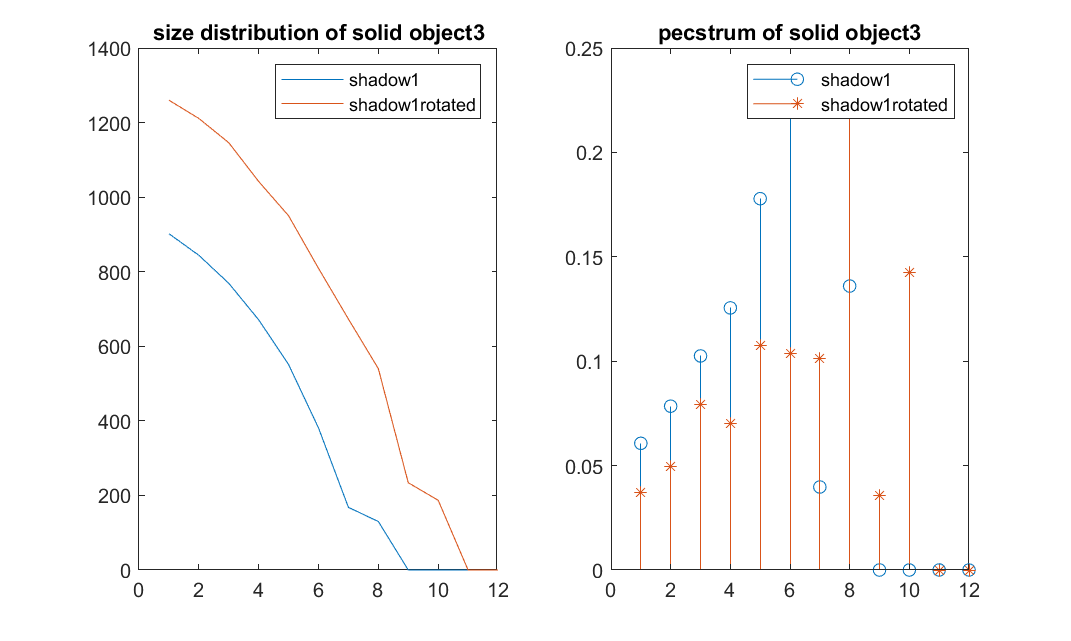 size distribution of solid object3
1400
1200
1000
800
600
400
200
0
0 2 4 6 8 10 12
shadow1
shadow1rotated
pecstrum of solid object3
0.25
0.2
0.15
0.1
0.05
0
0 2 4 6 8 10 12
shadow1
shadow1rotated